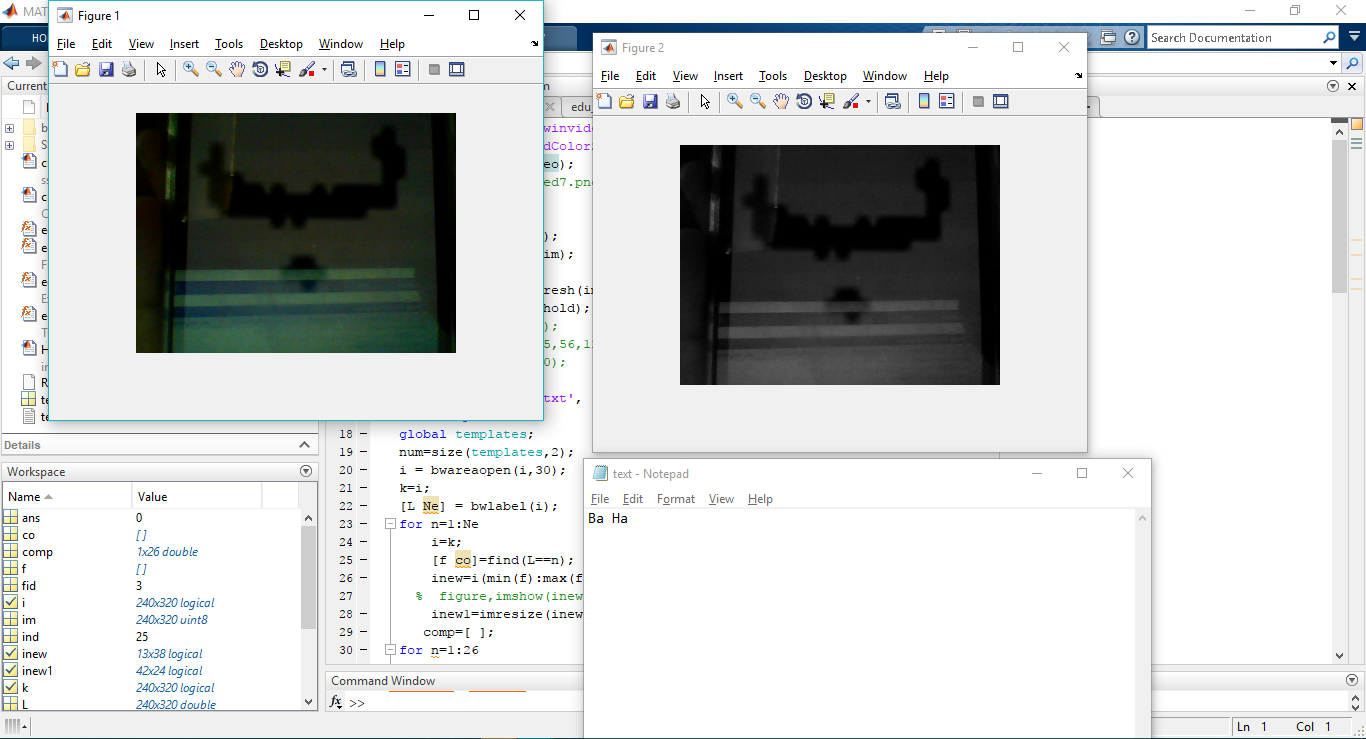 MAT
Figure 1
File Edit View Insert Tools Desktop Window Help
HO
Search Documentation
Current
Figure 2
File Edit View Insert Tools Desktop Window Help
edu_
winvide
dColorS
eo);
ed7.png
);
im);
resh(in
hold);
);
5,56,12
0);
txt',
18 global templates;
19 num=size(templates,2);
20 i = bwareaopen(i,30);
21 k=i;
22 [L Ne] = bwlabel(i);
23 for n=1:Ne
24 i=k;
25 [f co]=find(L==n);
26 inew=i(min(f):max(f
27 % figure,imshow(inew
28 inew1=imresize(inew
29 comp=[ ];
30 for n=1:26
Details
Workspace
Name Value
ans 0
co []
comp 1x26 double
f []
fid 3
i 240x320 logical
im 240x320 uint8
ind 25
inew 13x38 logical
inew1 42x24 logical
k 240x320 logical
L 240x320 double
Command Window
fx >>
text - Notepad
File Edit Format View Help
Ba Ha
Ln 1 Col 1